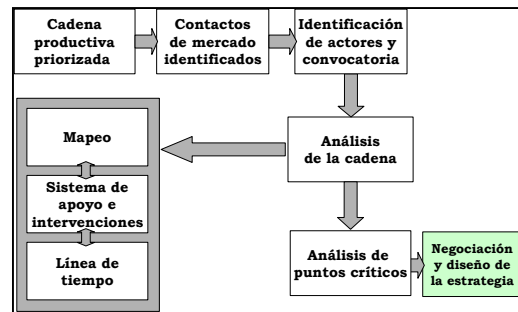 Cadena
productiva
priorizada
Contactos
de mercado
identificados
Identificación
de actores y
convocatoria
Mapeo
Sistema de
apoyo e
intervenciones
Línea de
tiempo
Análisis
de la cadena
Análisis de
puntos críticos
Negociación
y diseño de
la estrategia